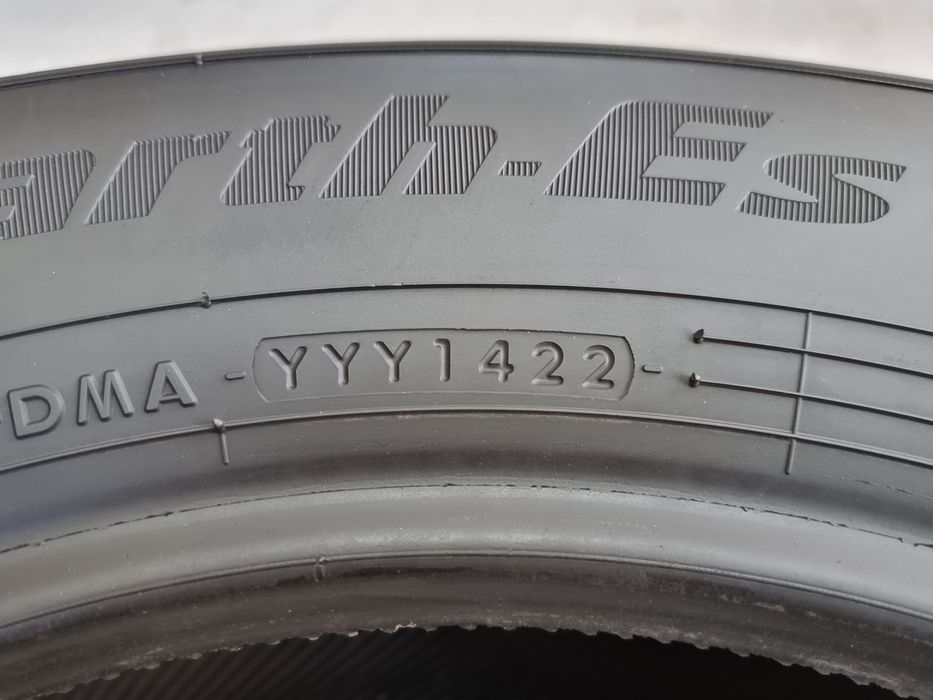 arth-Es
DMA - YYY1422 -